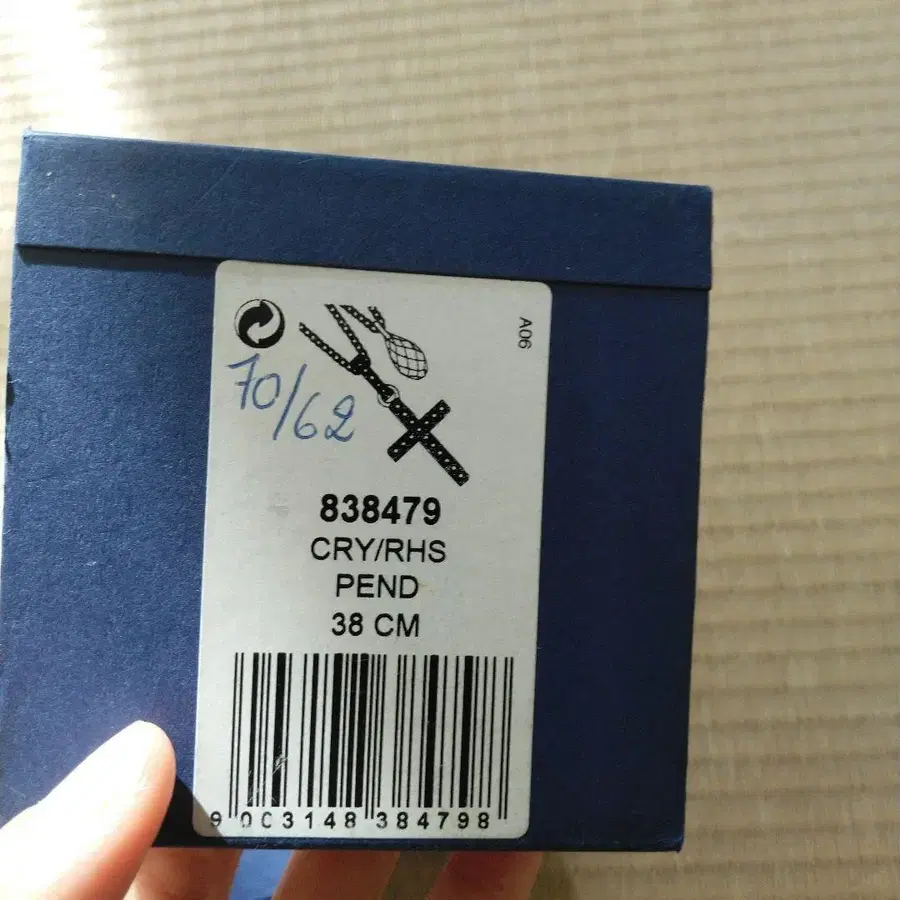 A06
70/62
838479
CRY/RHS
PEND
38 CM
9 003148 384798